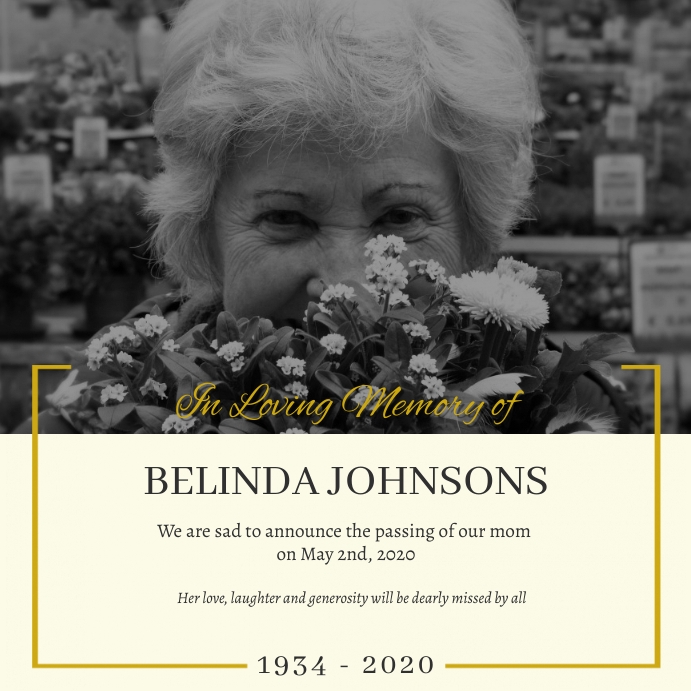 In Loving Memory of
BELINDA JOHNSONS
We are sad to announce the passing of our mom
on May 2nd, 2020
Her love, laughter and generosity will be dearly missed by all
1934 - 2020